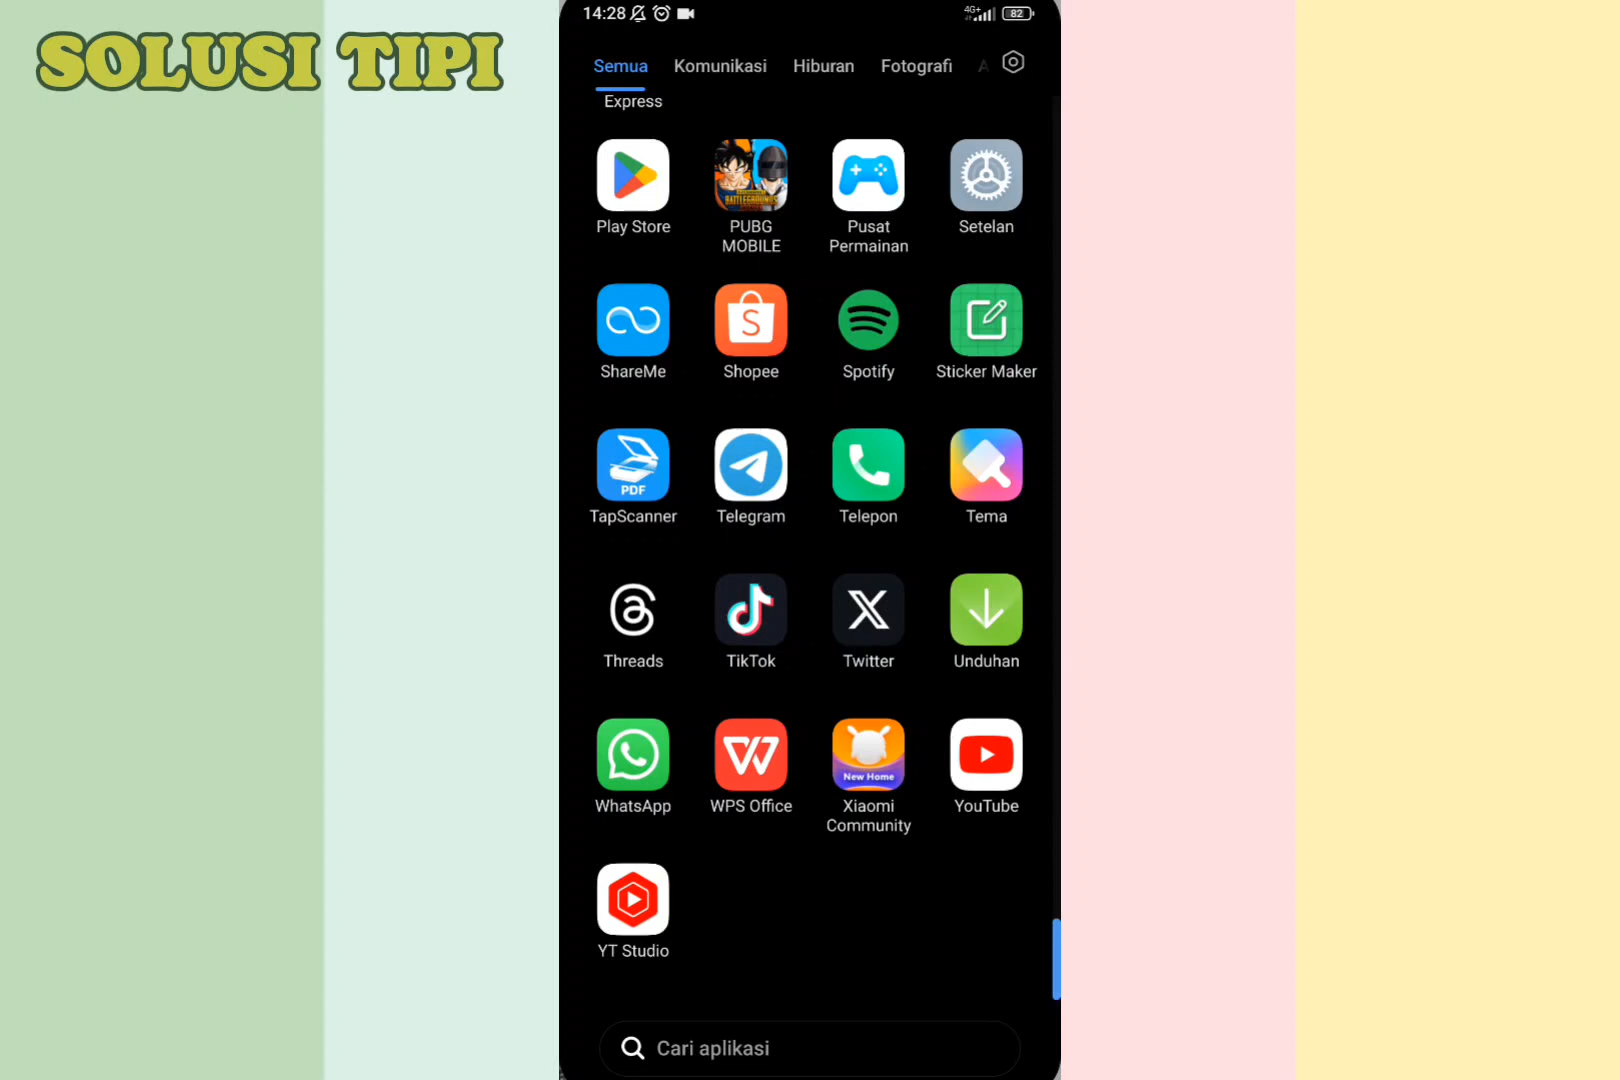 SOLUSI TIPI
14:28
4G+
82
Semua Komunikasi Hiburan Fotografi A
Express
Play Store
PUBG MOBILE
Pusat Permainan
Setelan
BATTLEGROUNDS
ShareMe
Shopee
Spotify
Sticker Maker
PDF
TapScanner
Telegram
Telepon
Tema
Threads
TikTok
Twitter
Unduhan
New Home
WhatsApp
WPS Office
Xiaomi Community
YouTube
YT Studio
Cari aplikasi